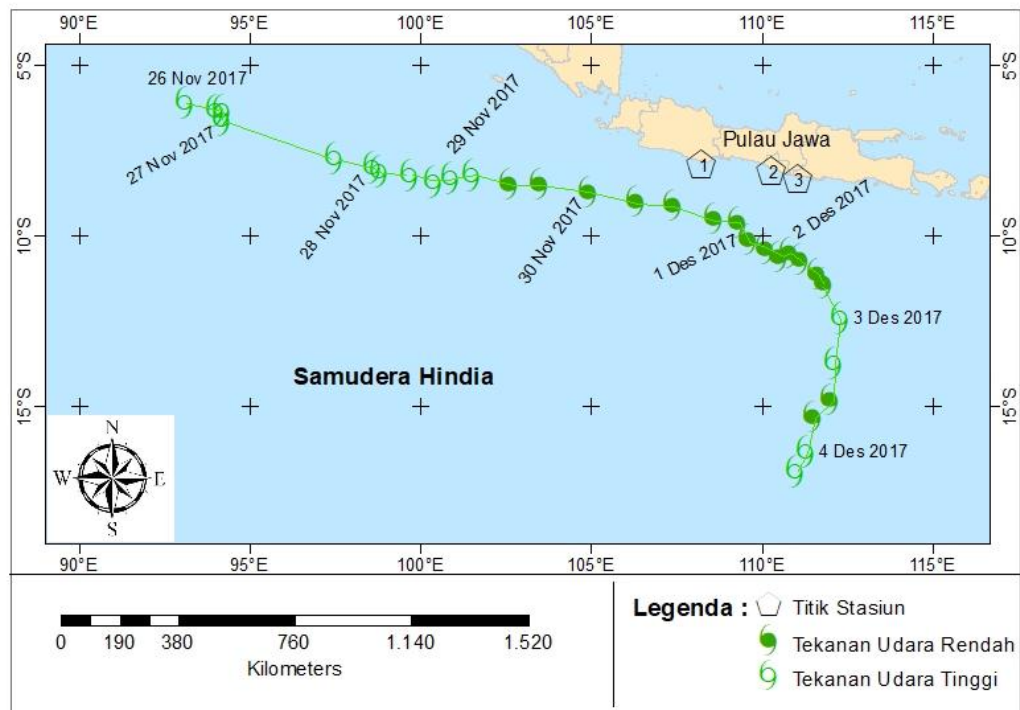 90°E 95°E 100°E 105°E 110°E 115°E
5°S 5°S
26 Nov 2017
27 Nov 2017
28 Nov 2017
29 Nov 2017
30 Nov 2017
1 Des 2017
2 Des 2017
3 Des 2017
4 Des 2017
Pulau Jawa
1 2 3
10°S 10°S
Samudera Hindia
15°S 15°S
N
W E
S
90°E 95°E 100°E 105°E 110°E 115°E
0 190 380 760 1.140 1.520
Kilometers
Legenda :
Titik Stasiun
Tekanan Udara Rendah
Tekanan Udara Tinggi